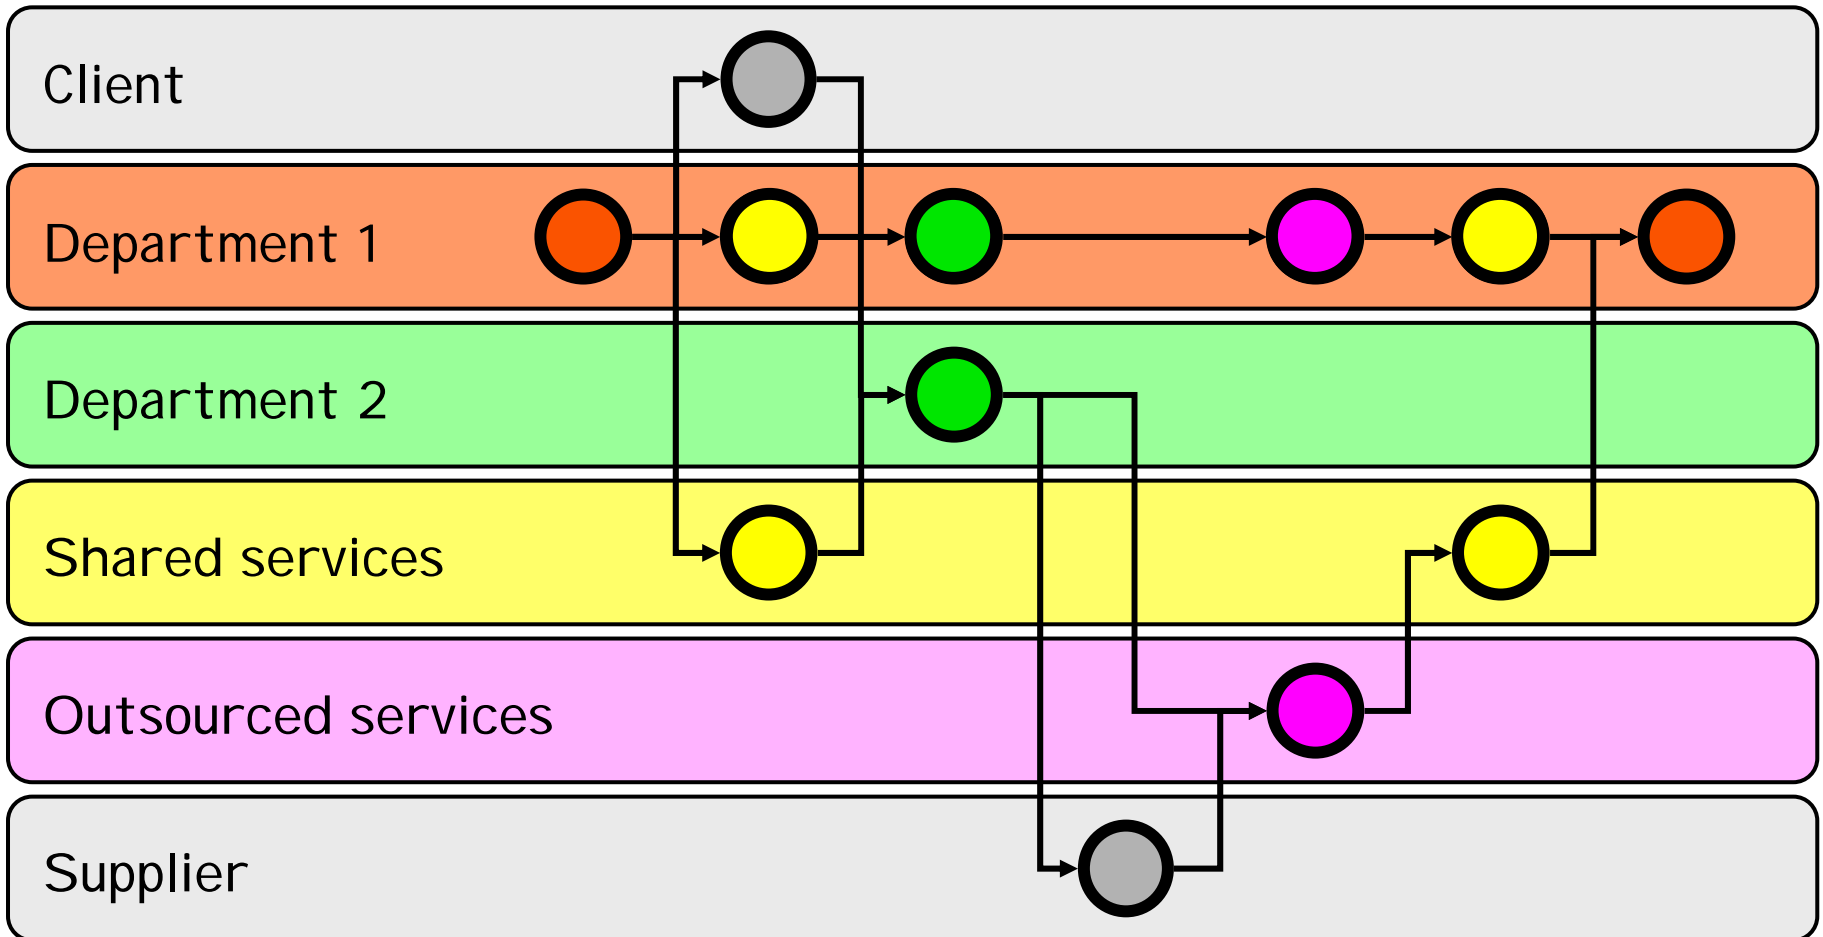 Client
Department 1
Department 2
Shared services
Outsourced services
Supplier